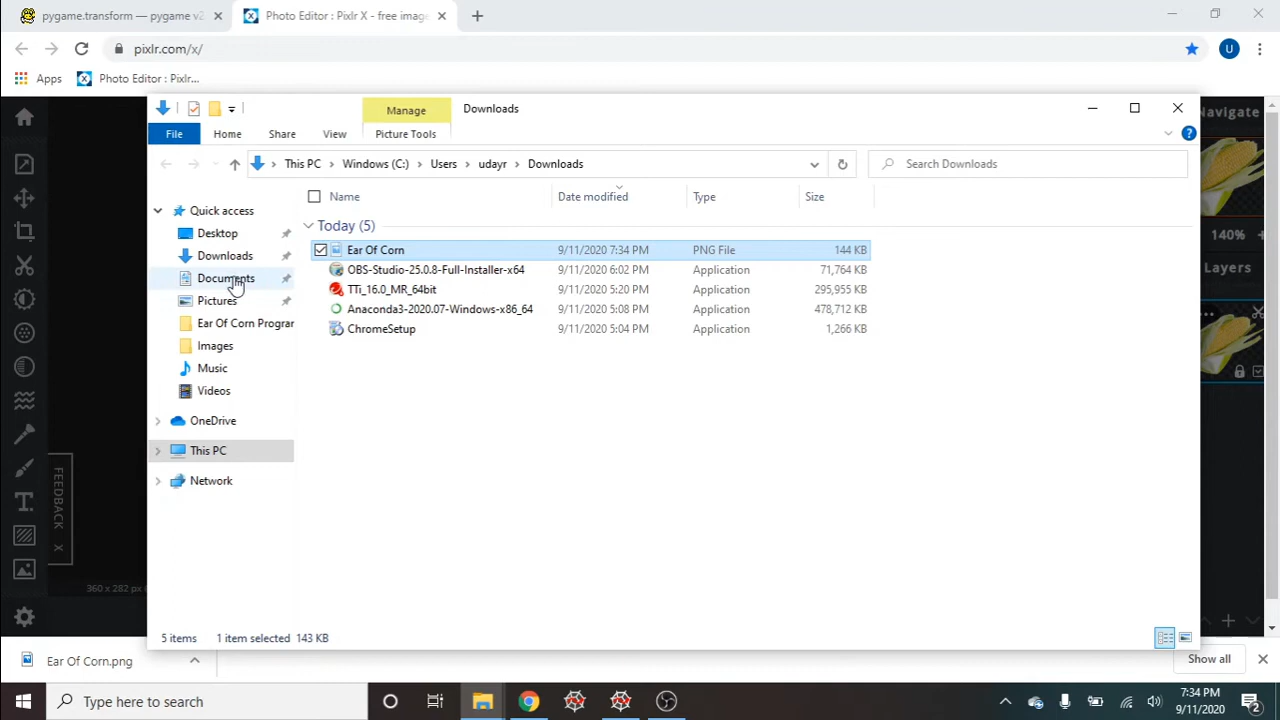 pygame.transform — pygame v2
Photo Editor : Pixlr X - free imag
pixlr.com/x/
U
Apps
Photo Editor : Pixlr...
Manage
Downloads
Navigate
File
Home
Share
View
Picture Tools
This PC > Windows (C:) > Users > udayr > Downloads
Search Downloads
Name
Date modified
Type
Size
Quick access
Today (5)
Desktop
Ear Of Corn 9/11/2020 7:34 PM PNG File 144 KB
140%
Downloads
OBS-Studio-25.0.8-Full-Installer-x64 9/11/2020 6:02 PM Application 71,764 KB
Layers
Documents
TTi_16.0_MR_64bit 9/11/2020 5:20 PM Application 295,955 KB
Pictures
Anaconda3-2020.07-Windows-x86_64 9/11/2020 5:08 PM Application 478,712 KB
Ear Of Corn Prograr
ChromeSetup 9/11/2020 5:04 PM Application 1,266 KB
Images
Music
Videos
OneDrive
This PC
Network
FEEDBACK X
360 x 282 px
5 items 1 item selected 143 KB
Ear Of Corn.png
Show all
Type here to search
7:34 PM
9/11/2020
2